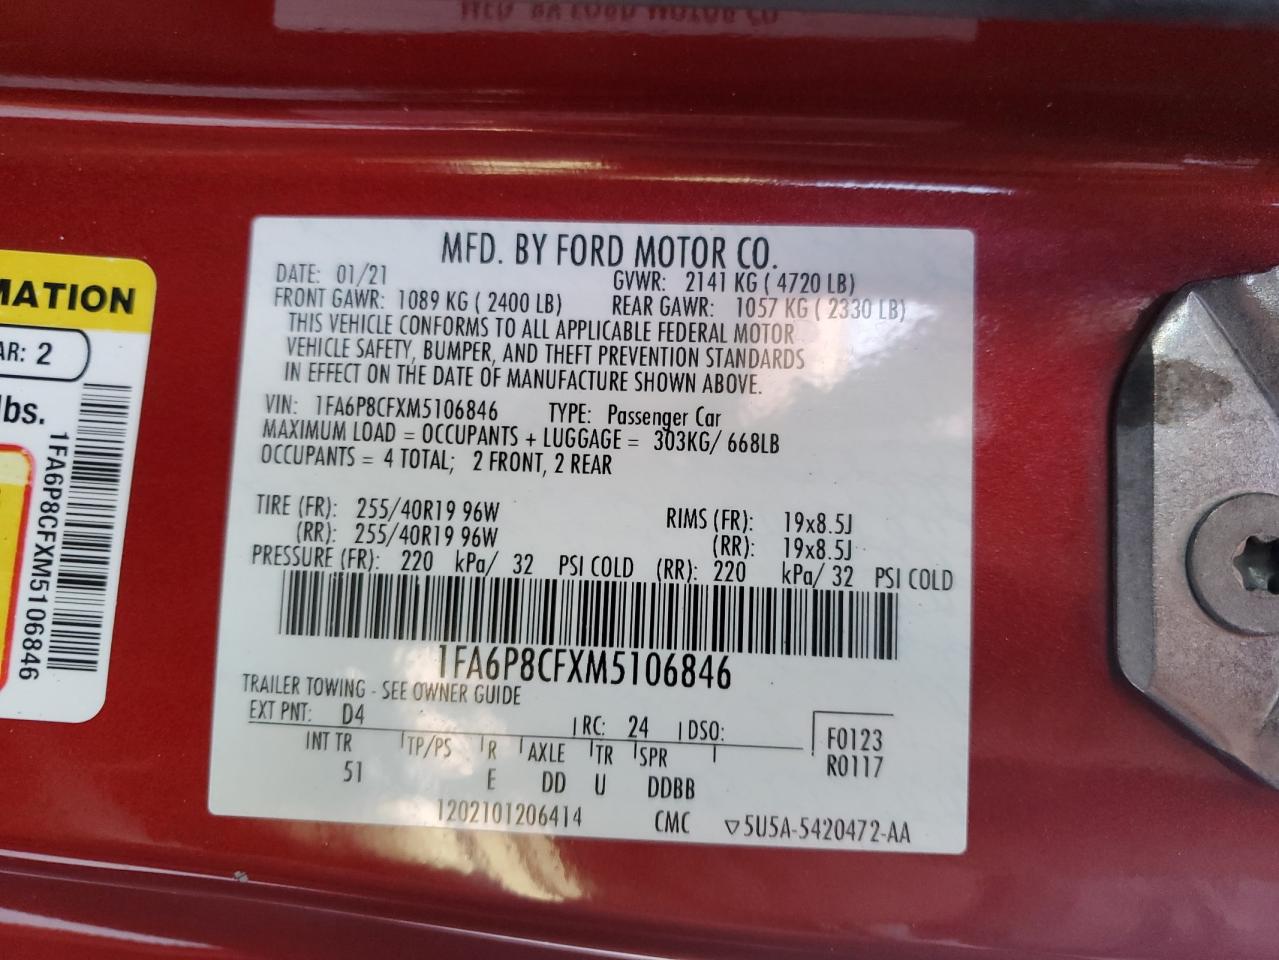 MFD. BY FORD MOTOR CO.
MATION
AR: 2
lbs.
1FA6P8CFXM5106846
MFD. BY FORD MOTOR CO.
DATE: 01/21 GVWR: 2141 KG ( 4720 LB)
FRONT GAWR: 1089 KG ( 2400 LB) REAR GAWR: 1057 KG ( 2330 LB)
THIS VEHICLE CONFORMS TO ALL APPLICABLE FEDERAL MOTOR
VEHICLE SAFETY, BUMPER, AND THEFT PREVENTION STANDARDS
IN EFFECT ON THE DATE OF MANUFACTURE SHOWN ABOVE.
VIN: 1FA6P8CFXM5106846 TYPE: Passenger Car
MAXIMUM LOAD = OCCUPANTS + LUGGAGE = 303KG/ 668LB
OCCUPANTS = 4 TOTAL; 2 FRONT, 2 REAR
TIRE (FR): 255/40R19 96W RIMS (FR): 19x8.5J
(RR): 255/40R19 96W (RR): 19x8.5J
PRESSURE (FR): 220 kPa/ 32 PSI COLD (RR): 220 kPa/ 32 PSI COLD
1FA6P8CFXM5106846
TRAILER TOWING - SEE OWNER GUIDE
EXT PNT: D4 RC: 24 DSO: F0123
INT TR TP/PS R AXLE TR SPR R0117
51 E DD U DDBB
1202101206414 CMC ▽5U5A-5420472-AA